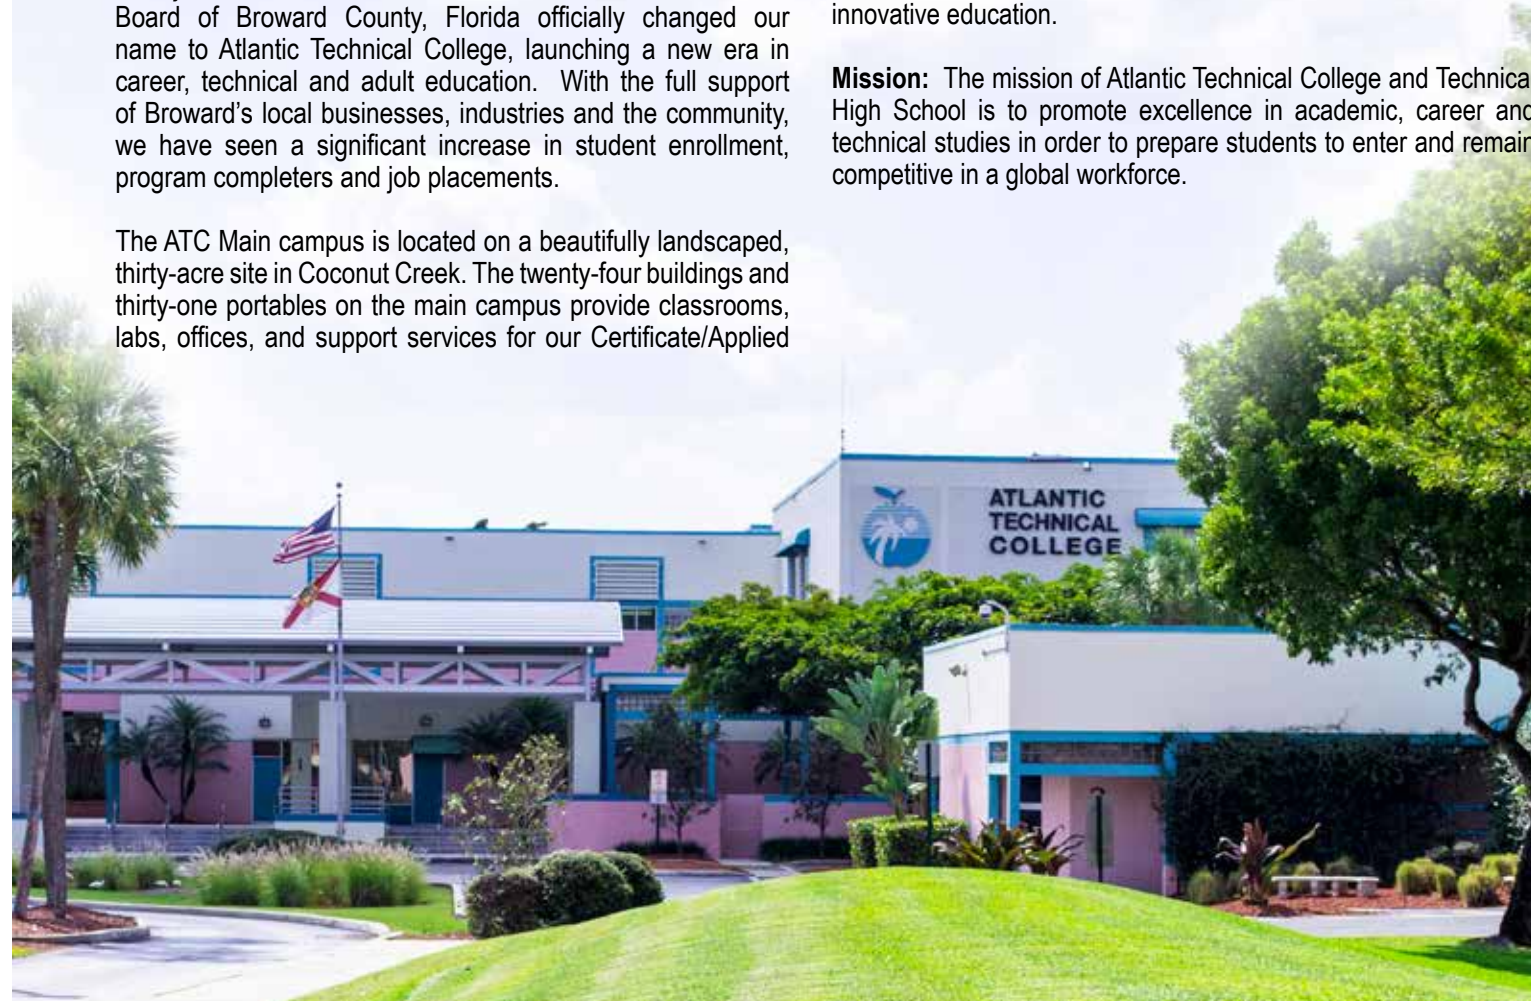 Board of Broward County, Florida officially changed our
name to Atlantic Technical College, launching a new era in
career, technical and adult education. With the full support
of Broward's local businesses, industries and the community,
we have seen a significant increase in student enrollment,
program completers and job placements.
The ATC Main campus is located on a beautifully landscaped,
thirty-acre site in Coconut Creek. The twenty-four buildings and
thirty-one portables on the main campus provide classrooms,
labs, offices, and support services for our Certificate/Applied
innovative education.
Mission: The mission of Atlantic Technical College and Technica
High School is to promote excellence in academic, career and
technical studies in order to prepare students to enter and remain
competitive in a global workforce.
ATLANTIC
TECHNICAL
COLLEGE